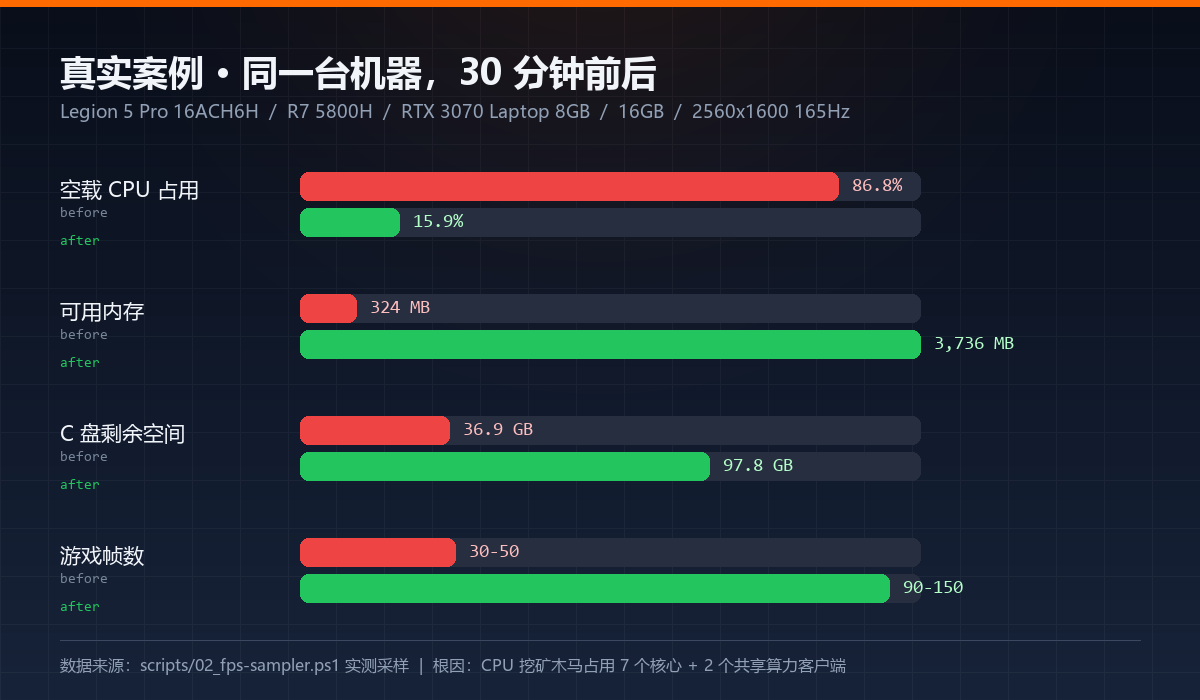 真实案例 • 同一台机器，30 分钟前后
Legion 5 Pro 16ACH6H / R7 5800H / RTX 3070 Laptop 8GB / 16GB / 2560x1600 165Hz
空载 CPU 占用
before
86.8%
after
15.9%
可用内存
before
324 MB
after
3,736 MB
C 盘剩余空间
before
36.9 GB
after
97.8 GB
游戏帧数
before
30-50
after
90-150
数据来源：scripts/02_fps-sampler.ps1 实测采样 | 根因：CPU 挖矿木马占用 7 个核心 + 2 个共享算力客户端